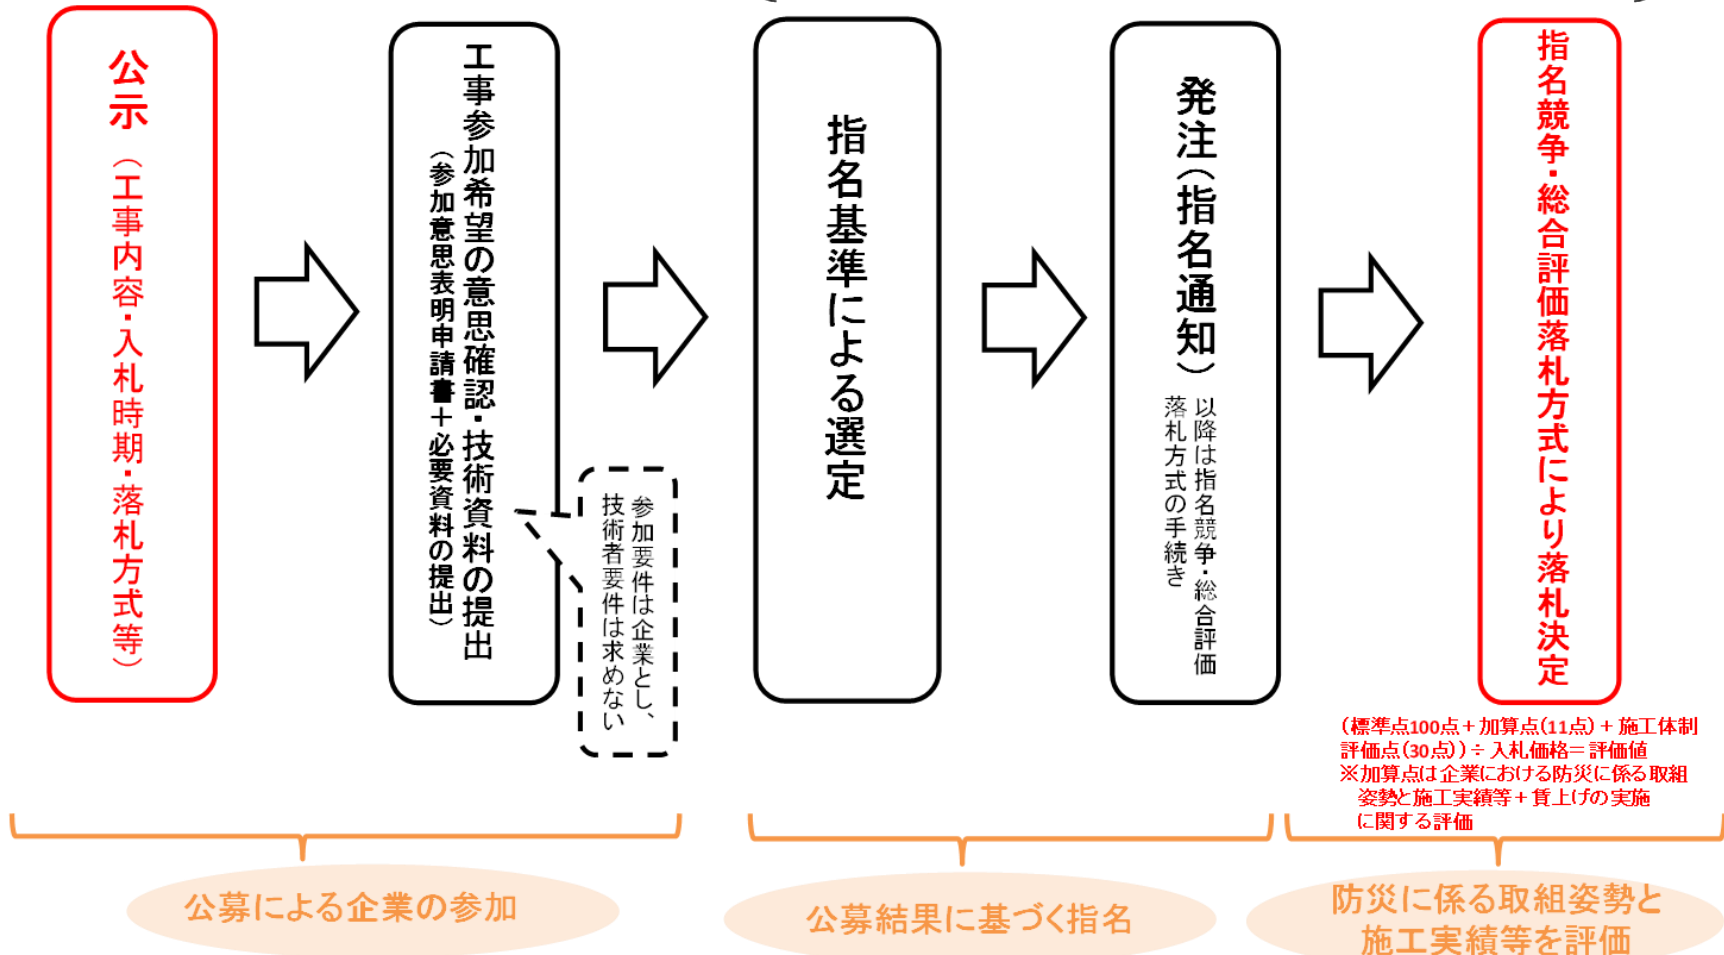 公示（工事内容・入札時期・落札方式等）
工事参加希望の意思確認・技術資料の提出
（参加意思表明申請書＋必要資料の提出）
参加要件は企業とし、
技術者要件は求めない
指名基準による選定
発注（指名通知）
以降は指名競争・総合評価
落札方式の手続き
指名競争・総合評価落札方式により落札決定
（標準点100点＋加算点(11点)＋施工体制
評価点(30点)）÷入札価格＝評価値
※加算点は企業における防災に係る取組
姿勢と施工実績等＋賃上げの実施
に関する評価
公募による企業の参加
公募結果に基づく指名
防災に係る取組姿勢と
施工実績等を評価